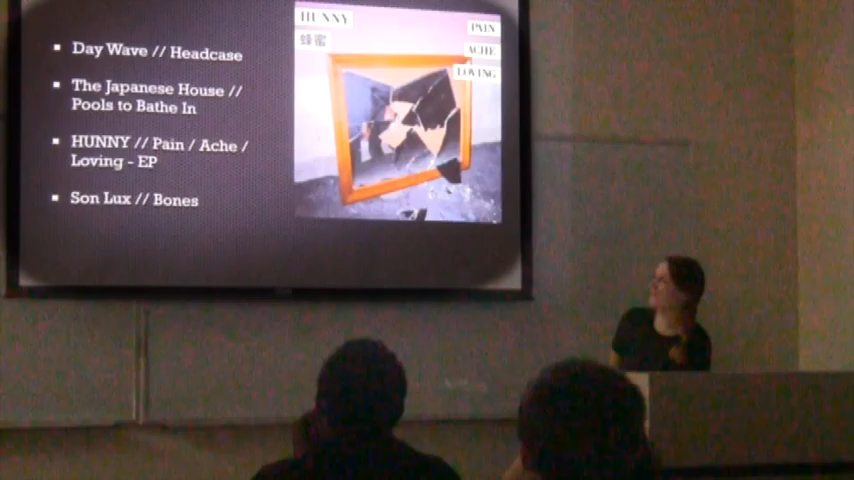 Day Wave // Headcase
The Japanese House //
Pools to Bathe In
HUNNY // Pain / Ache /
Loving - EP
Son Lux // Bones
HUNNY
蜂蜜
PAIN
ACHE
LOVING